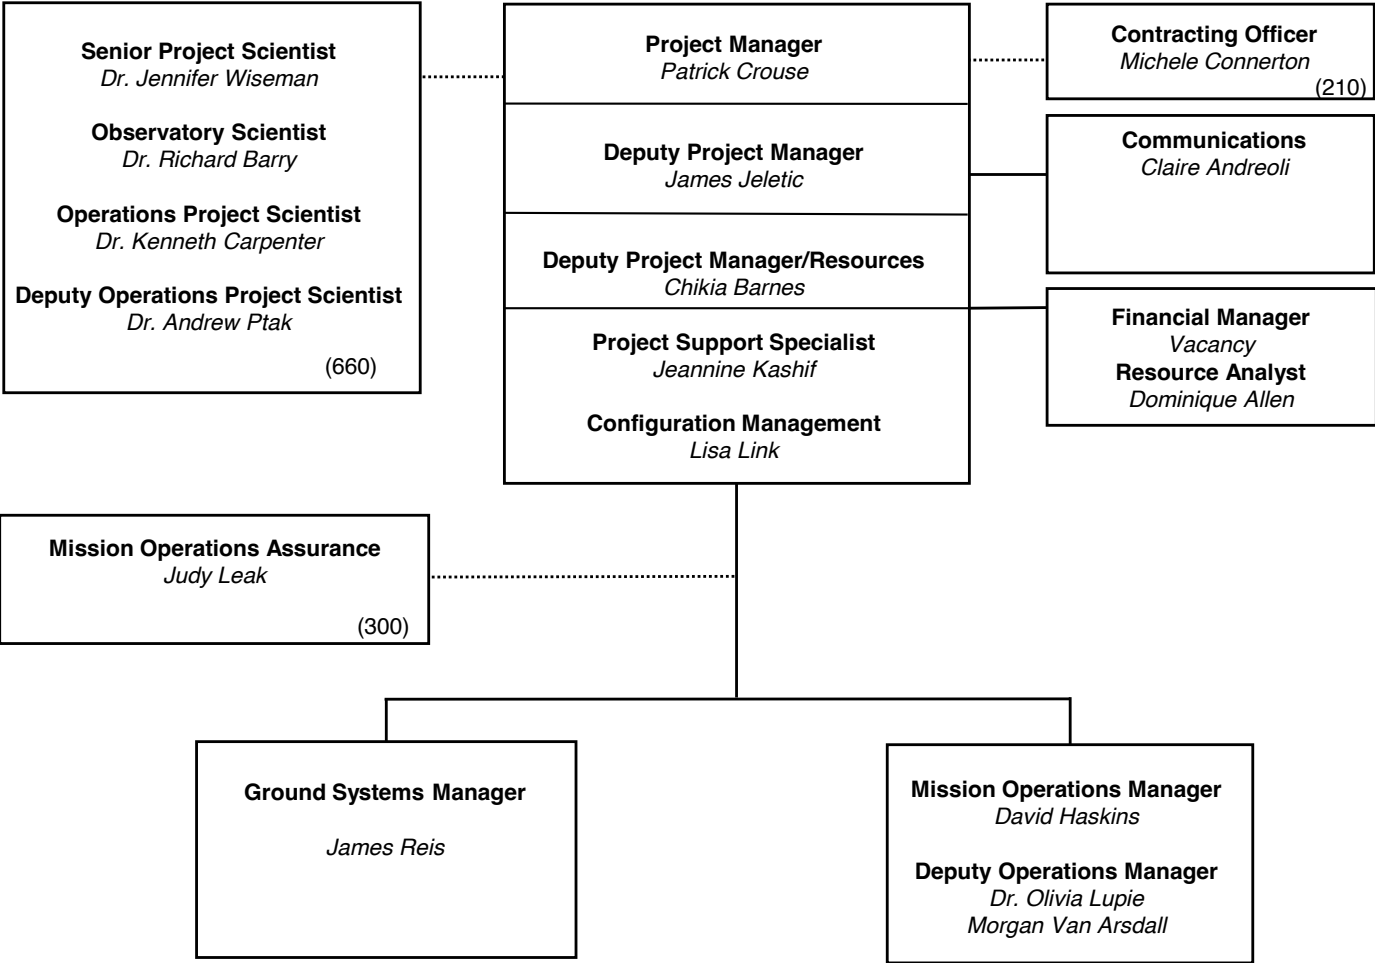 Senior Project Scientist
Dr. Jennifer Wiseman
Observatory Scientist
Dr. Richard Barry
Operations Project Scientist
Dr. Kenneth Carpenter
Deputy Operations Project Scientist
Dr. Andrew Ptak
(660)
Project Manager
Patrick Crouse
Deputy Project Manager
James Jeletic
Deputy Project Manager/Resources
Chikia Barnes
Project Support Specialist
Jeannine Kashif
Configuration Management
Lisa Link
Contracting Officer
Michele Connerton
(210)
Communications
Claire Andreoli
Financial Manager
Vacancy
Resource Analyst
Dominique Allen
Mission Operations Assurance
Judy Leak
(300)
Ground Systems Manager
James Reis
Mission Operations Manager
David Haskins
Deputy Operations Manager
Dr. Olivia Lupie
Morgan Van Arsdall